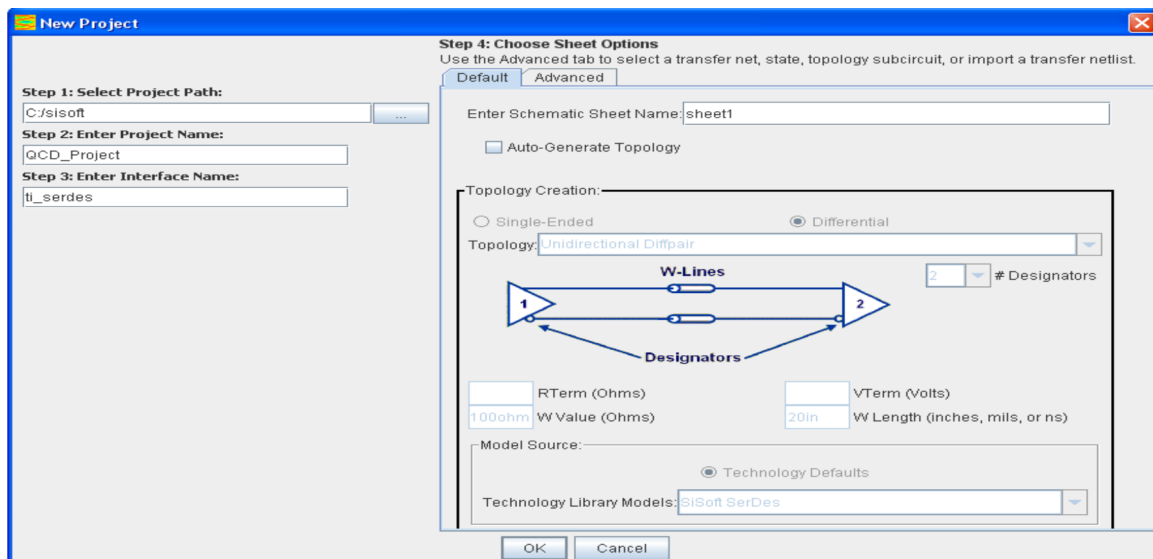 New Project
Step 1: Select Project Path:
C:/sisoft
...
Step 2: Enter Project Name:
QCD_Project
Step 3: Enter Interface Name:
ti_serdes
Step 4: Choose Sheet Options
Use the Advanced tab to select a transfer net, state, topology subcircuit, or import a transfer netlist.
Default Advanced
Enter Schematic Sheet Name: sheet1
Auto-Generate Topology
Topology Creation:
Single-Ended Differential
Topology: Unidirectional Diffpair
W-Lines
2 # Designators
1 2
Designators
RTerm (Ohms) VTerm (Volts)
100ohm W Value (Ohms) 20in W Length (inches, mils, or ns)
Model Source:
Technology Defaults
Technology Library Models: SiSoft SerDes
OK Cancel